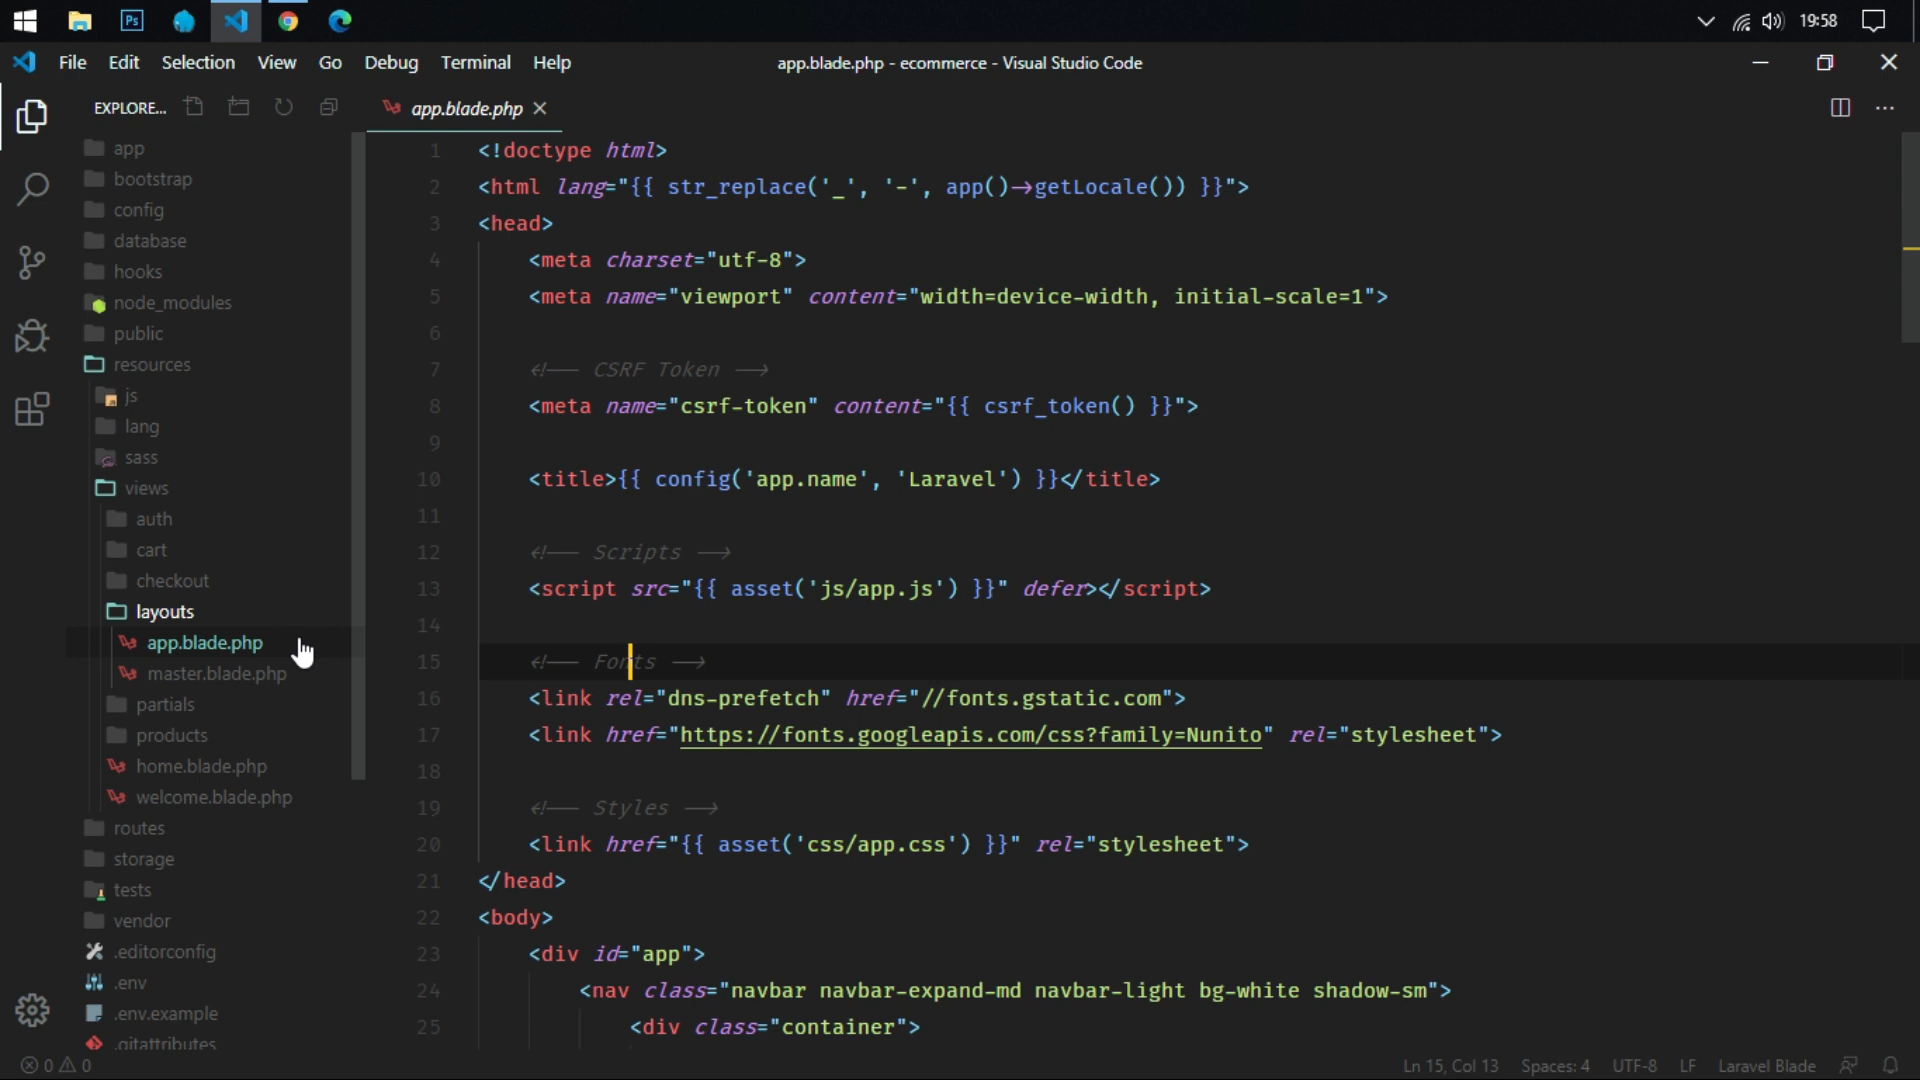 Ps
19:58
File Edit Selection View Go Debug Terminal Help
app.blade.php - ecommerce - Visual Studio Code
EXPLORE...
app
bootstrap
config
database
hooks
node_modules
public
resources
js
lang
sass
views
auth
cart
checkout
layouts
app.blade.php
master.blade.php
partials
products
home.blade.php
welcome.blade.php
routes
storage
tests
vendor
.editorconfig
.env
.env.example
.gitattributes
app.blade.php
1 <!doctype html>
2 <html lang="{{ str_replace('_', '-', app()->getLocale()) }}">
3 <head>
4 <meta charset="utf-8">
5 <meta name="viewport" content="width=device-width, initial-scale=1">
6
7 <!-- CSRF Token -->
8 <meta name="csrf-token" content="{{ csrf_token() }}">
9
10 <title>{{ config('app.name', 'Laravel') }}</title>
11
12 <!-- Scripts -->
13 <script src="{{ asset('js/app.js') }}" defer></script>
14
15 <!-- Fonts -->
16 <link rel="dns-prefetch" href="//fonts.gstatic.com">
17 <link href="https://fonts.googleapis.com/css?family=Nunito" rel="stylesheet">
18
19 <!-- Styles -->
20 <link href="{{ asset('css/app.css') }}" rel="stylesheet">
21 </head>
22 <body>
23 <div id="app">
24 <nav class="navbar navbar-expand-md navbar-light bg-white shadow-sm">
25 <div class="container">
0 0
Ln 15, Col 13 Spaces: 4 UTF-8 LF Laravel Blade